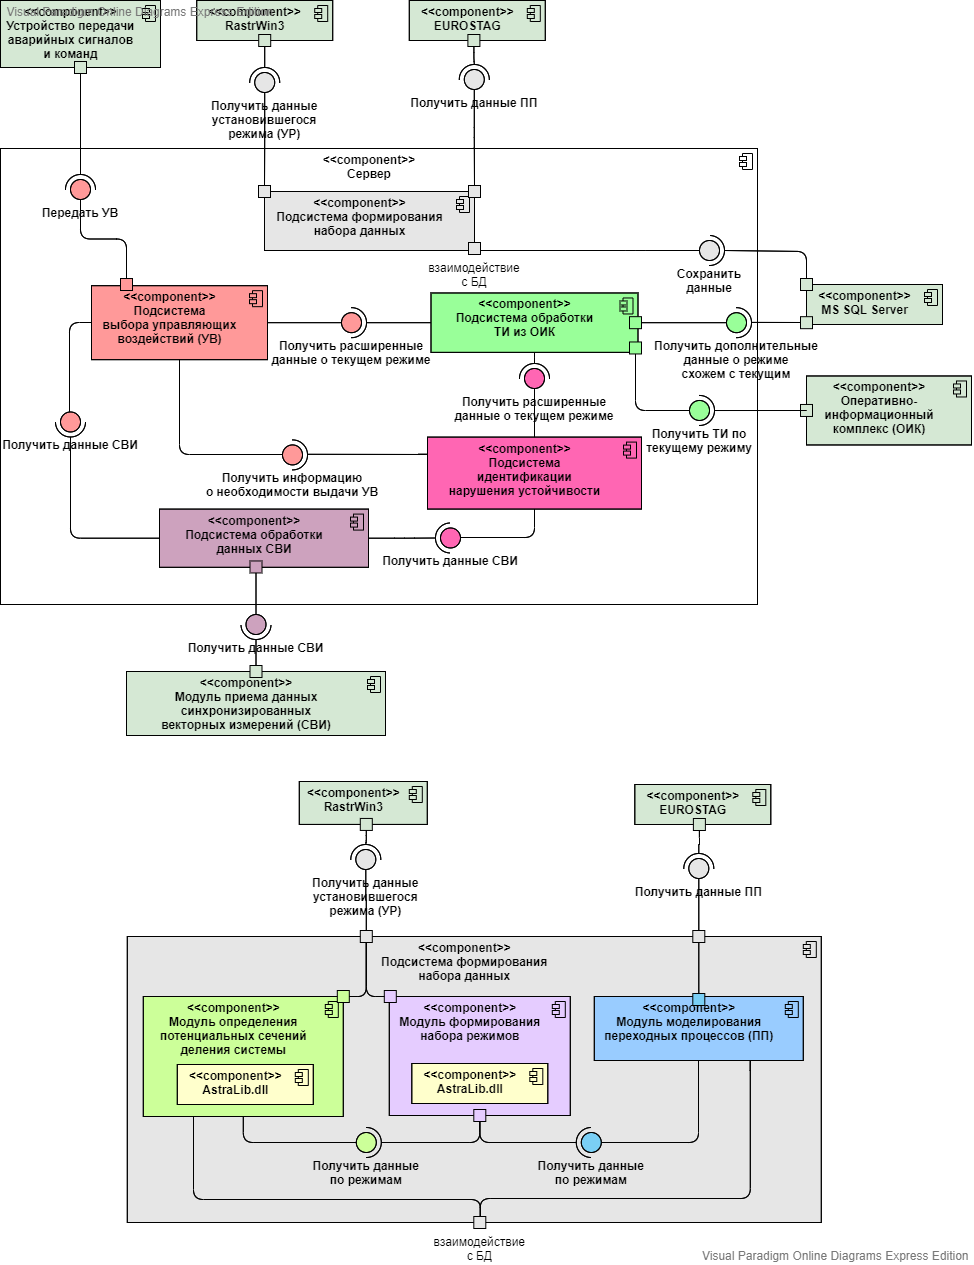 Visual Paradigm Online Diagrams Express Edition
<<component>>
Устройство передачи
аварийных сигналов
и команд
<<component>>
RastrWin3
<<component>>
EUROSTAG
Получить данные
установившегося
режима (УР)
Получить данные ПП
<<component>>
Сервер
Передать УВ
<<component>>
Подсистема формирования
набора данных
взаимодействие
с БД
Сохранить
данные
<<component>>
MS SQL Server
<<component>>
Подсистема
выбора управляющих
воздействий (УВ)
Получить расширенные
данные о текущем режиме
<<component>>
Подсистема обработки
ТИ из ОИК
Получить дополнительные
данные о режиме
схожем с текущим
<<component>>
Оперативно-
информационный
комплекс (ОИК)
Получить расширенные
данные о текущем режиме
Получить ТИ по
текущему режиму
Получить данные СВИ
Получить информацию
о необходимости выдачи УВ
<<component>>
Подсистема
идентификации
нарушения устойчивости
<<component>>
Подсистема обработки
данных СВИ
Получить данные СВИ
Получить данные СВИ
<<component>>
Модуль приема данных
синхронизированных
векторных измерений (СВИ)
<<component>>
RastrWin3
<<component>>
EUROSTAG
Получить данные
установившегося
режима (УР)
Получить данные ПП
<<component>>
Подсистема формирования
набора данных
<<component>>
Модуль определения
потенциальных сечений
деления системы
<<component>>
AstraLib.dll
<<component>>
Модуль формирования
набора режимов
<<component>>
AstraLib.dll
<<component>>
Модуль моделирования
переходных процессов (ПП)
Получить данные
по режимам
Получить данные
по режимам
взаимодействие
с БД
Visual Paradigm Online Diagrams Express Edition